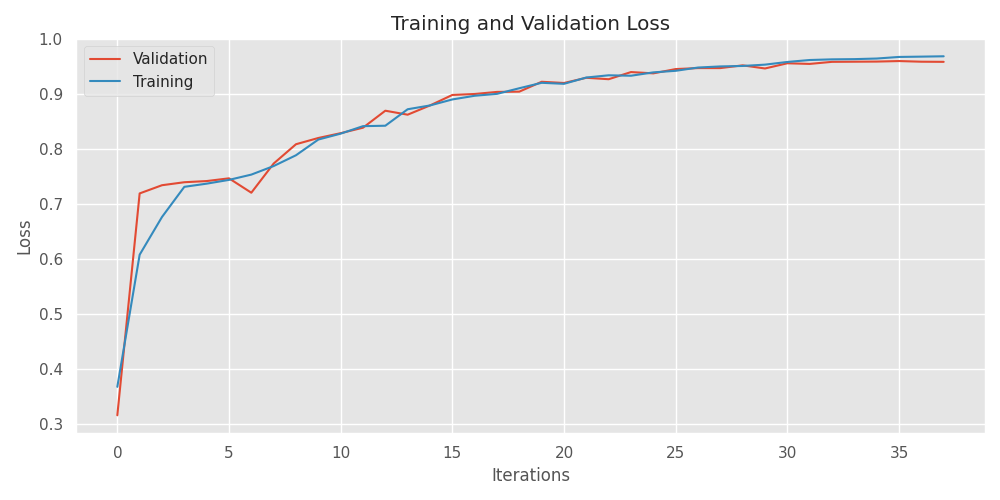 Training and Validation Loss
Validation
Training
Loss
1.0
0.9
0.8
0.7
0.6
0.5
0.4
0.3
0 5 10 15 20 25 30 35
Iterations